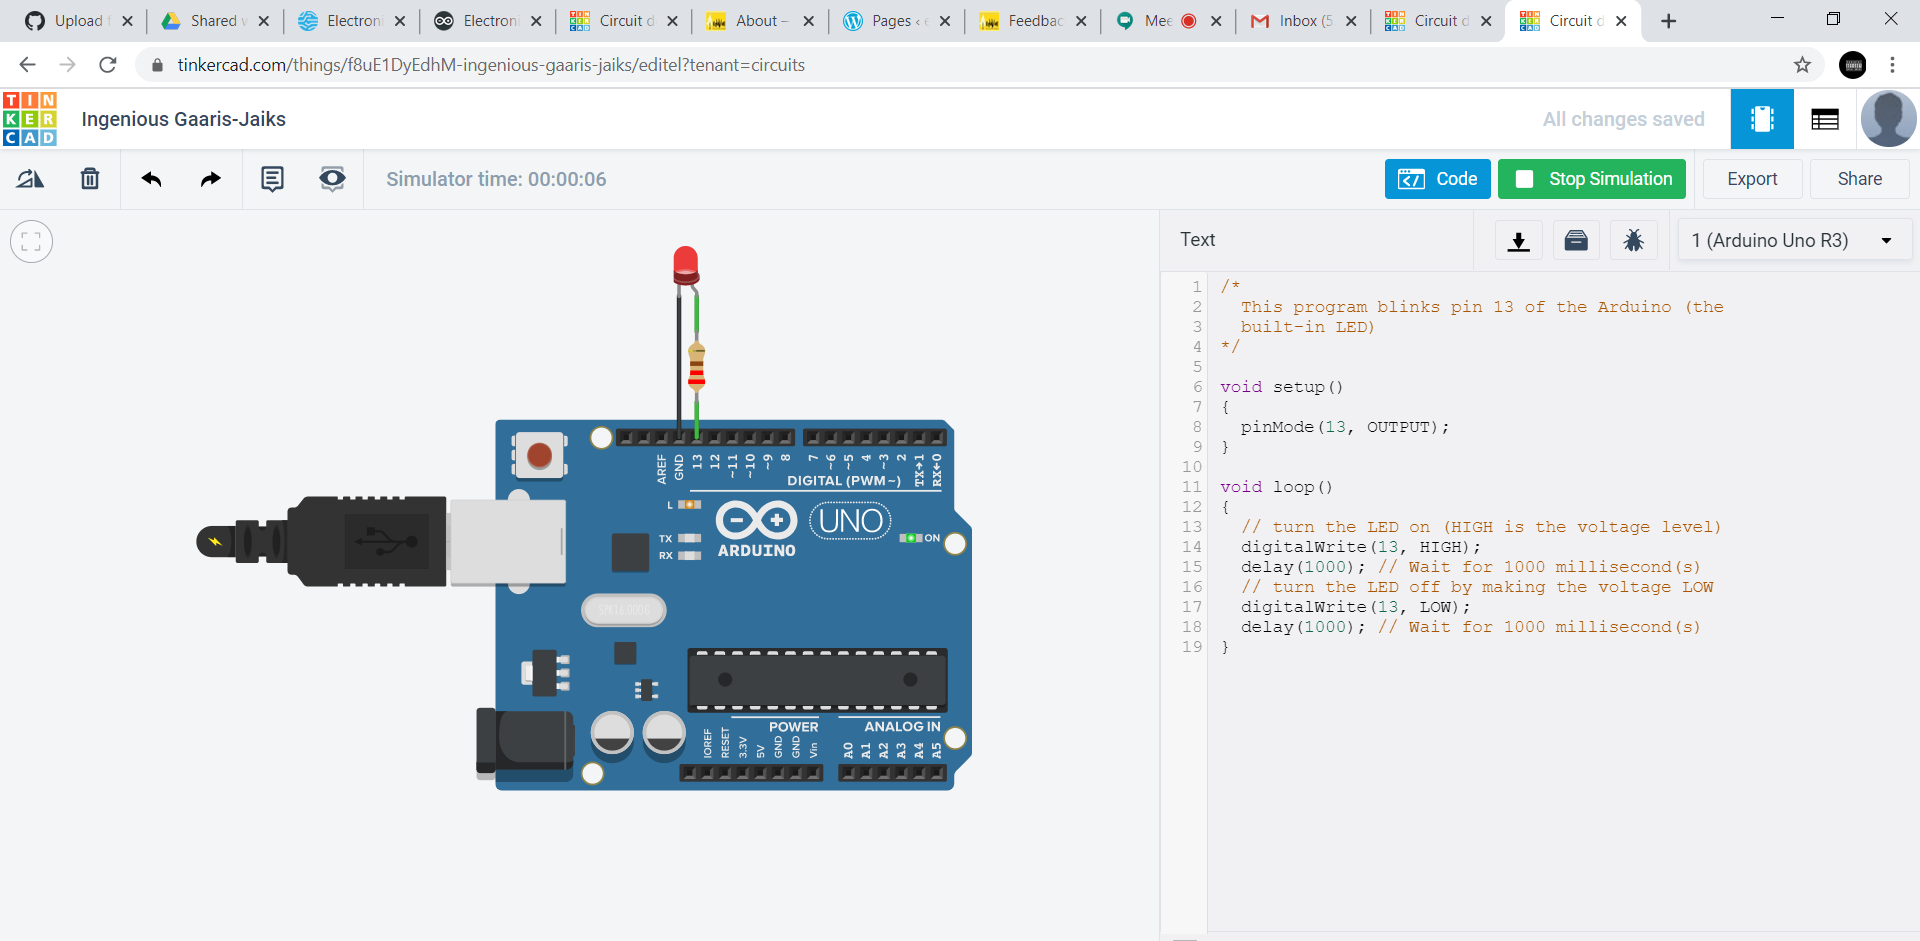 Upload f
Shared w
Electroni
Electroni
Circuit d
About –
Pages ‹ e
Feedbac
Mee
Inbox (5
Circuit d
Circuit d
tinkercad.com/things/f8uE1DyEdhM-ingenious-gaaris-jaiks/editel?tenant=circuits
TIN
KER
CAD
Ingenious Gaaris-Jaiks
All changes saved
Simulator time: 00:00:06
Code
Stop Simulation
Export
Share
Text
1 (Arduino Uno R3)
1 /*
2 This program blinks pin 13 of the Arduino (the
3 built-in LED)
4 */
5
6 void setup()
7 {
8 pinMode(13, OUTPUT);
9 }
10
11 void loop()
12 {
13 // turn the LED on (HIGH is the voltage level)
14 digitalWrite(13, HIGH);
15 delay(1000); // Wait for 1000 millisecond(s)
16 // turn the LED off by making the voltage LOW
17 digitalWrite(13, LOW);
18 delay(1000); // Wait for 1000 millisecond(s)
19 }
AREF GND 13 12 ~11 ~10 ~9 8 7 ~6 ~5 4 ~3 2 TX→1 RX←0
DIGITAL (PWM~)
L
TX
RX
UNO
ARDUINO
ON
POWER
ANALOG IN
IOREF RESET 3.3V 5V GND GND Vin A0 A1 A2 A3 A4 A5